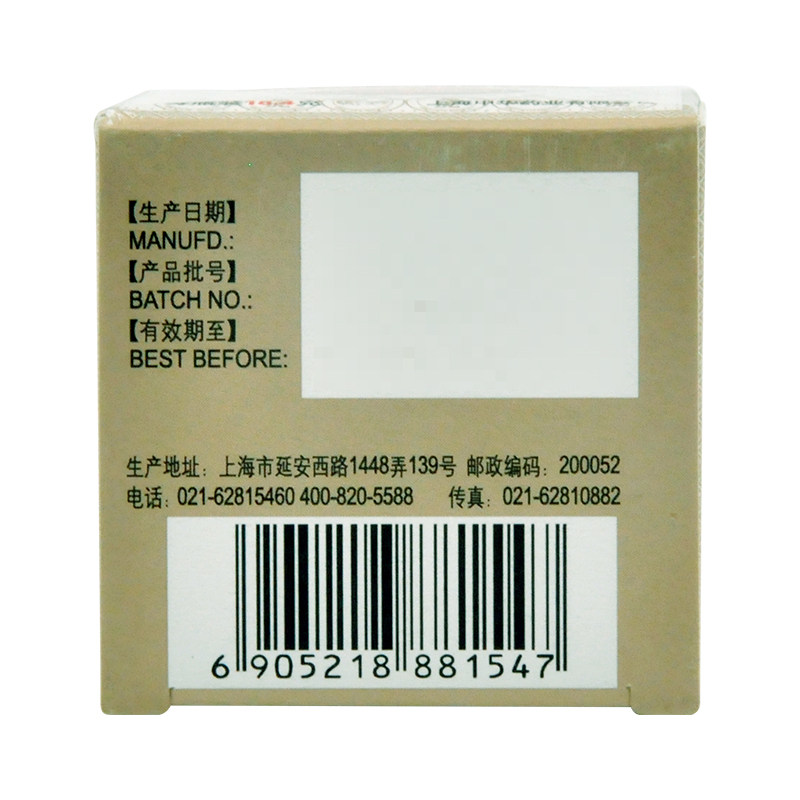 【生产日期】
MANUFD.:
【产品批号】
BATCH NO.:
【有效期至】
BEST BEFORE:
生产地址：上海市延安西路1448弄139号 邮政编码：200052
电话：021-62815460 400-820-5588 传真：021-62810882
6 905218 881547